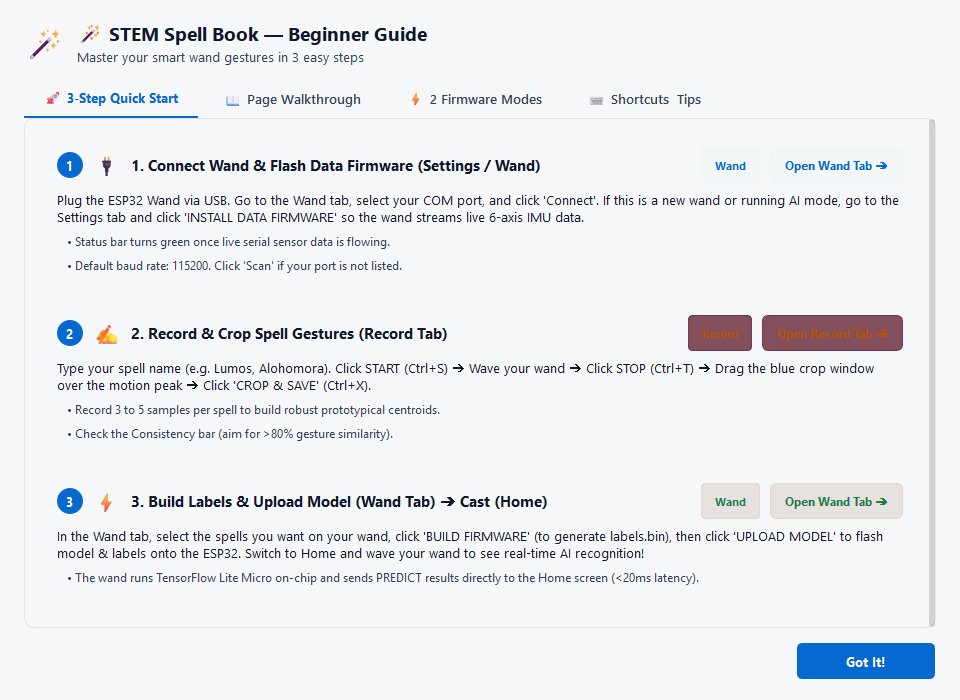 STEM Spell Book — Beginner Guide
Master your smart wand gestures in 3 easy steps
3-Step Quick Start
Page Walkthrough
2 Firmware Modes
Shortcuts Tips
1
1. Connect Wand & Flash Data Firmware (Settings / Wand)
Wand
Open Wand Tab →
Plug the ESP32 Wand via USB. Go to the Wand tab, select your COM port, and click 'Connect'. If this is a new wand or running AI mode, go to the
Settings tab and click 'INSTALL DATA FIRMWARE' so the wand streams live 6-axis IMU data.
• Status bar turns green once live serial sensor data is flowing.
• Default baud rate: 115200. Click 'Scan' if your port is not listed.
2
2. Record & Crop Spell Gestures (Record Tab)
Record
Open Record Tab →
Type your spell name (e.g. Lumos, Alohomora). Click START (Ctrl+S) → Wave your wand → Click STOP (Ctrl+T) → Drag the blue crop window
over the motion peak → Click 'CROP & SAVE' (Ctrl+X).
• Record 3 to 5 samples per spell to build robust prototypical centroids.
• Check the Consistency bar (aim for >80% gesture similarity).
3
3. Build Labels & Upload Model (Wand Tab) → Cast (Home)
Wand
Open Wand Tab →
In the Wand tab, select the spells you want on your wand, click 'BUILD FIRMWARE' (to generate labels.bin), then click 'UPLOAD MODEL' to flash
model & labels onto the ESP32. Switch to Home and wave your wand to see real-time AI recognition!
• The wand runs TensorFlow Lite Micro on-chip and sends PREDICT results directly to the Home screen (<20ms latency).
Got It!